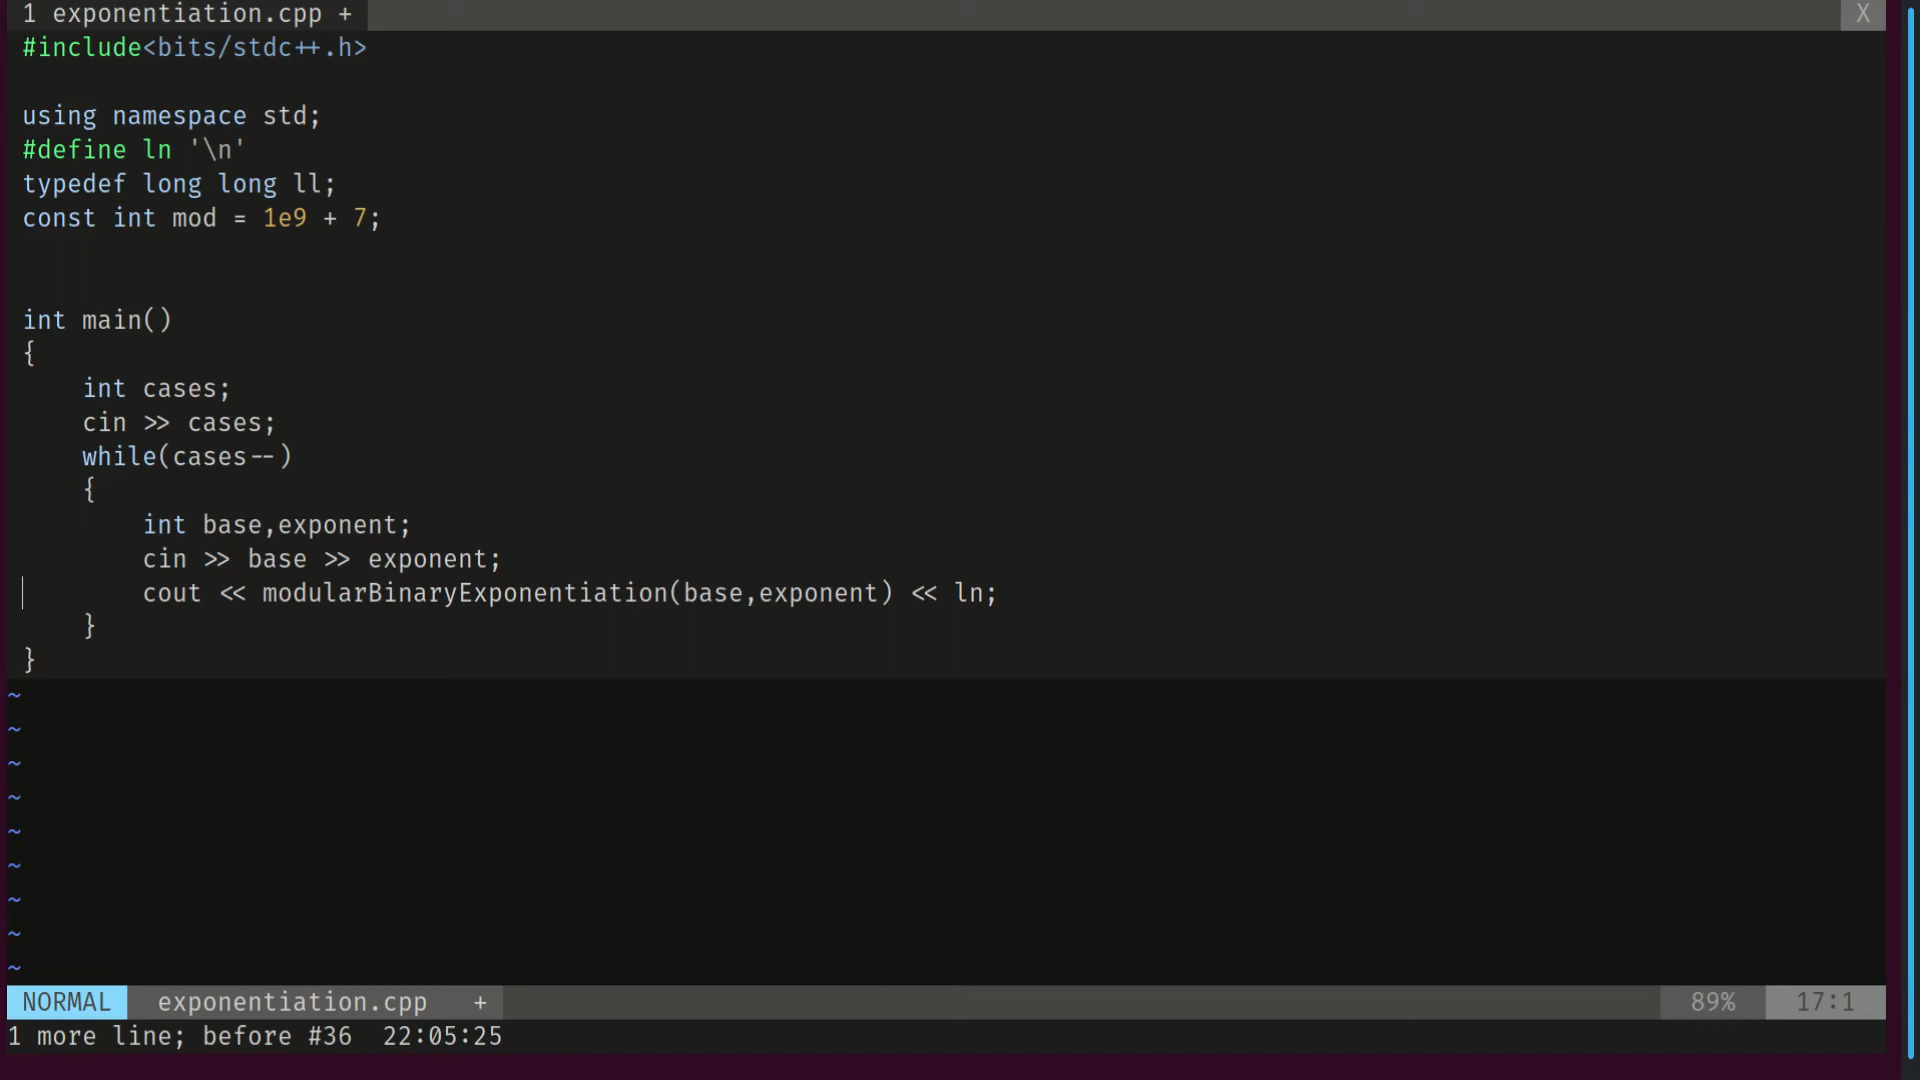 1 exponentiation.cpp + X
#include<bits/stdc++.h>
using namespace std;
#define ln '\n'
typedef long long ll;
const int mod = 1e9 + 7;
int main()
{
    int cases;
    cin >> cases;
    while(cases--)
    {
        int base,exponent;
        cin >> base >> exponent;
        cout << modularBinaryExponentiation(base,exponent) << ln;
    }
}
~
~
~
~
~
~
~
~
~
NORMAL exponentiation.cpp + 89% 17:1
1 more line; before #36 22:05:25